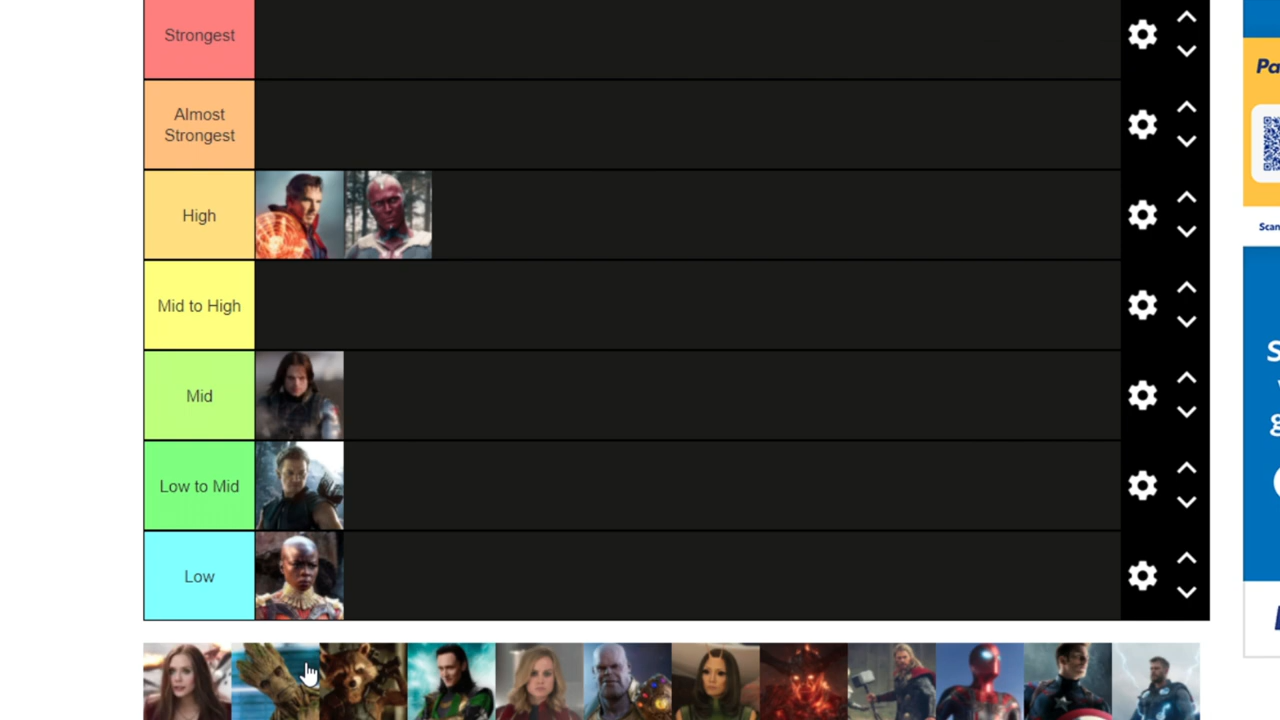 Strongest
Almost
Strongest
High
Mid to High
Mid
Low to Mid
Low
Pa
Scan
S